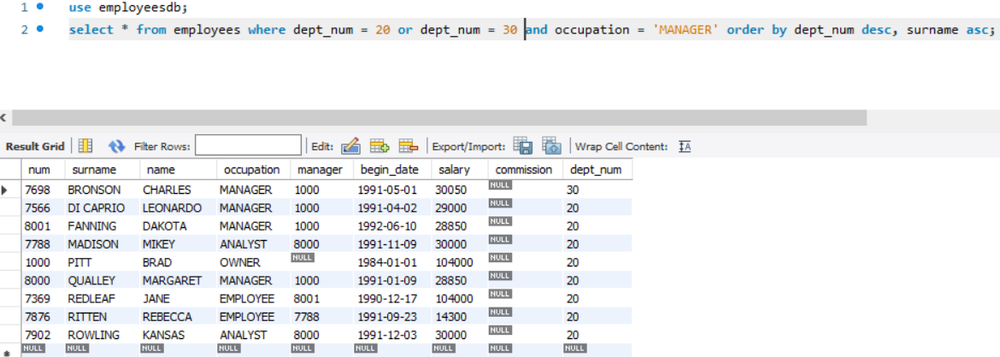 1 use employeesdb;
2 select * from employees where dept_num = 20 or dept_num = 30 and occupation = 'MANAGER' order by dept_num desc, surname asc;
Result Grid Filter Rows: Edit: Export/Import: Wrap Cell Content:
num surname name occupation manager begin_date salary commission dept_num
7698 BRONSON CHARLES MANAGER 1000 1991-05-01 30050 NULL 30
7566 DI CAPRIO LEONARDO MANAGER 1000 1991-04-02 29000 NULL 20
8001 FANNING DAKOTA MANAGER 1000 1992-06-10 28850 NULL 20
7788 MADISON MIKEY ANALYST 8000 1991-11-09 30000 NULL 20
1000 PITT BRAD OWNER NULL 1984-01-01 104000 NULL 20
8000 QUALLEY MARGARET MANAGER 1000 1991-01-09 28850 NULL 20
7369 REDLEAF JANE EMPLOYEE 8001 1990-12-17 104000 NULL 20
7876 RITTEN REBECCA EMPLOYEE 7788 1991-09-23 14300 NULL 20
7902 ROWLING KANSAS ANALYST 8000 1991-12-03 30000 NULL 20
NULL NULL NULL NULL NULL NULL NULL NULL NULL